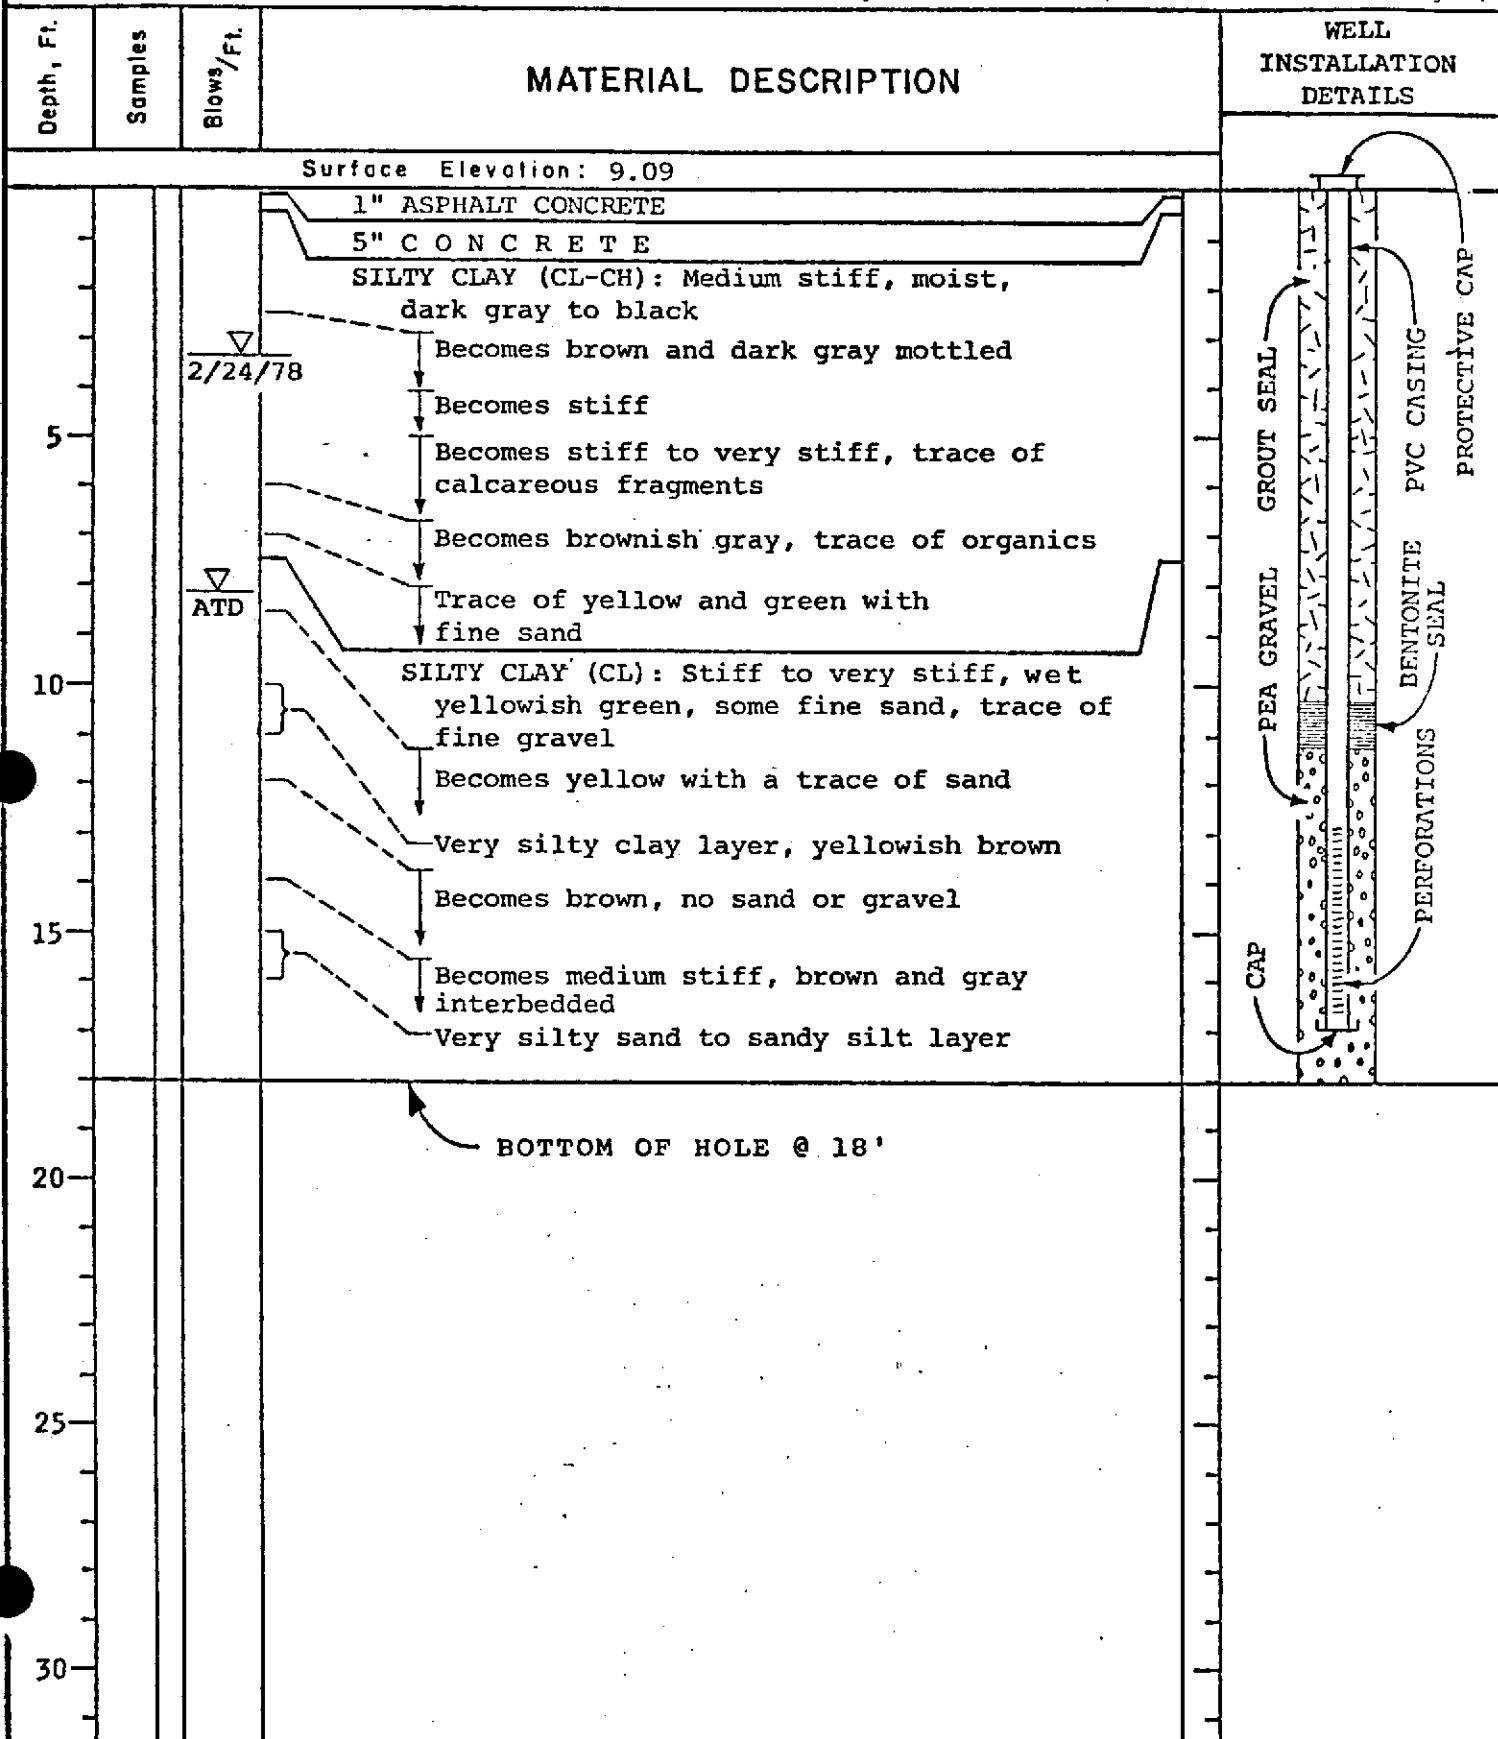 Depth, Ft.
Samples
Blows/Ft.
MATERIAL DESCRIPTION
WELL
INSTALLATION
DETAILS
Surface Elevation: 9.09
1" ASPHALT CONCRETE
5" C O N C R E T E
SILTY CLAY (CL-CH): Medium stiff, moist,
dark gray to black
2/24/78
Becomes brown and dark gray mottled
Becomes stiff
5
Becomes stiff to very stiff, trace of
calcareous fragments
Becomes brownish gray, trace of organics
ATD
Trace of yellow and green with
fine sand
10
SILTY CLAY (CL): Stiff to very stiff, wet
yellowish green, some fine sand, trace of
fine gravel
Becomes yellow with a trace of sand
Very silty clay layer, yellowish brown
Becomes brown, no sand or gravel
15
Becomes medium stiff, brown and gray
interbedded
Very silty sand to sandy silt layer
BOTTOM OF HOLE @ 18'
20
25
30
GROUT SEAL
PVC CASING
PROTECTIVE CAP
PEA GRAVEL
BENTONITE
SEAL
PERFORATIONS
CAP